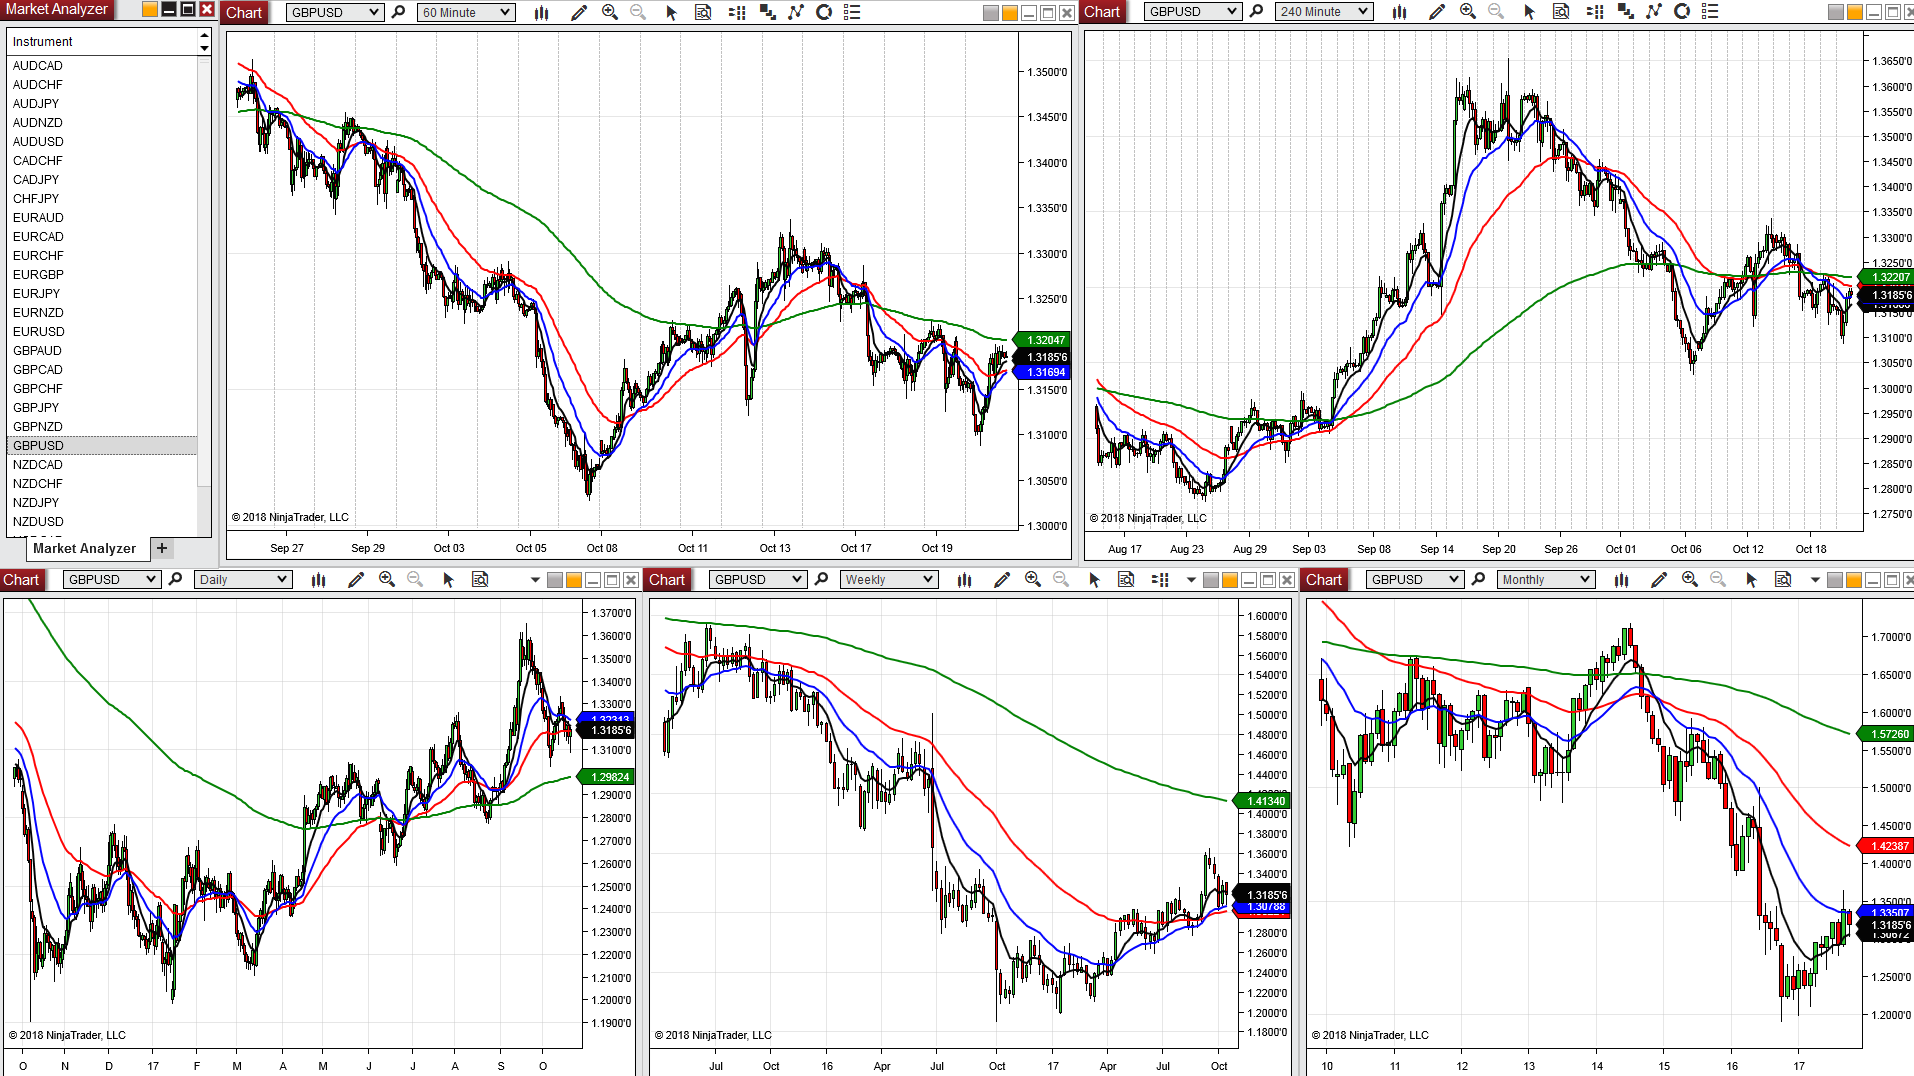 Market Analyzer
Instrument
AUDCAD
AUDCHF
AUDJPY
AUDNZD
AUDUSD
CADCHF
CADJPY
CHFJPY
EURAUD
EURCAD
EURCHF
EURGBP
EURJPY
EURNZD
EURUSD
GBPAUD
GBPCAD
GBPCHF
GBPJPY
GBPNZD
GBPUSD
NZDCAD
NZDCHF
NZDJPY
NZDUSD
Market Analyzer +
Chart GBPUSD 60 Minute
1.3500'0
1.3450'0
1.3400'0
1.3350'0
1.3300'0
1.3250'0
1.32047
1.3185'6
1.31694
1.3150'0
1.3100'0
1.3050'0
1.3000'0
© 2018 NinjaTrader, LLC
Sep 27 Sep 29 Oct 03 Oct 05 Oct 08 Oct 11 Oct 13 Oct 17 Oct 19
Chart GBPUSD 240 Minute
1.3650'0
1.3600'0
1.3550'0
1.3500'0
1.3450'0
1.3400'0
1.3350'0
1.3300'0
1.3250'0
1.32207
1.3185'6
1.3150'0
1.3100'0
1.3050'0
1.3000'0
1.2950'0
1.2900'0
1.2850'0
1.2800'0
1.2750'0
© 2018 NinjaTrader, LLC
Aug 17 Aug 23 Aug 29 Sep 03 Sep 08 Sep 14 Sep 20 Sep 26 Oct 01 Oct 06 Oct 12 Oct 18
Chart GBPUSD Daily
1.3700'0
1.3600'0
1.3500'0
1.3400'0
1.3300'0
1.32313
1.3185'6
1.3100'0
1.29824
1.2900'0
1.2800'0
1.2700'0
1.2600'0
1.2500'0
1.2400'0
1.2300'0
1.2200'0
1.2100'0
1.2000'0
1.1900'0
© 2018 NinjaTrader, LLC
O N D 17 F M A M J J A S O
Chart GBPUSD Weekly
1.6000'0
1.5800'0
1.5600'0
1.5400'0
1.5200'0
1.5000'0
1.4800'0
1.4600'0
1.4400'0
1.4200'0
1.41340
1.4000'0
1.3800'0
1.3600'0
1.3400'0
1.3185'6
1.30788
1.2800'0
1.2600'0
1.2400'0
1.2200'0
1.2000'0
1.1800'0
© 2018 NinjaTrader, LLC
Jul Oct 16 Apr Jul Oct 17 Apr Jul Oct
Chart GBPUSD Monthly
1.7000'0
1.6500'0
1.6000'0
1.57260
1.5500'0
1.5000'0
1.4500'0
1.42387
1.4000'0
1.3500'0
1.33507
1.3185'6
1.30672
1.2500'0
1.2000'0
© 2018 NinjaTrader, LLC
10 11 12 13 14 15 16 17